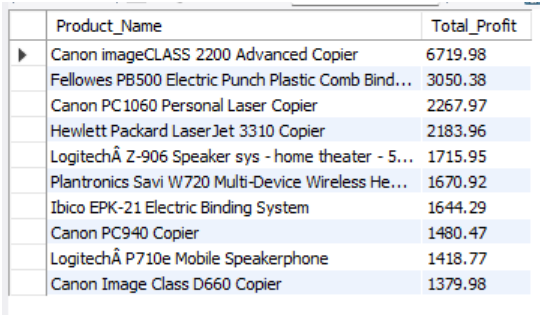 Product_Name Total_Profit
Canon imageCLASS 2200 Advanced Copier 6719.98
Fellowes PB500 Electric Punch Plastic Comb Bind... 3050.38
Canon PC1060 Personal Laser Copier 2267.97
Hewlett Packard LaserJet 3310 Copier 2183.96
LogitechÂ Z-906 Speaker sys - home theater - 5... 1715.95
Plantronics Savi W720 Multi-Device Wireless He... 1670.92
Ibico EPK-21 Electric Binding System 1644.29
Canon PC940 Copier 1480.47
LogitechÂ P710e Mobile Speakerphone 1418.77
Canon Image Class D660 Copier 1379.98